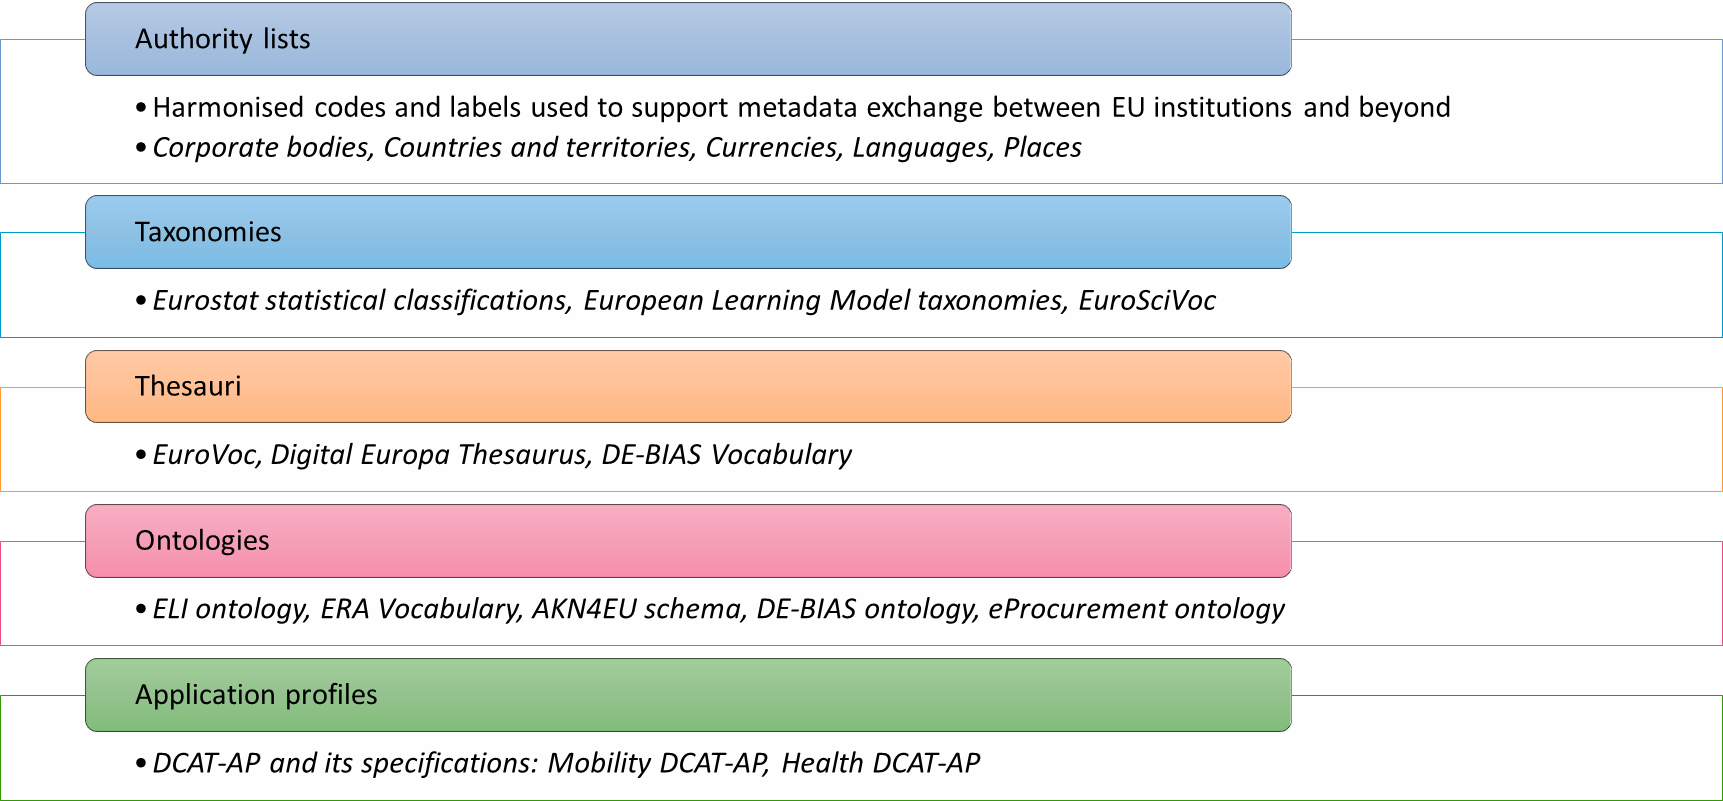 Authority lists
• Harmonised codes and labels used to support metadata exchange between EU institutions and beyond
• Corporate bodies, Countries and territories, Currencies, Languages, Places
Taxonomies
• Eurostat statistical classifications, European Learning Model taxonomies, EuroSciVoc
Thesauri
• EuroVoc, Digital Europa Thesaurus, DE-BIAS Vocabulary
Ontologies
• ELI ontology, ERA Vocabulary, AKN4EU schema, DE-BIAS ontology, eProcurement ontology
Application profiles
• DCAT-AP and its specifications: Mobility DCAT-AP, Health DCAT-AP